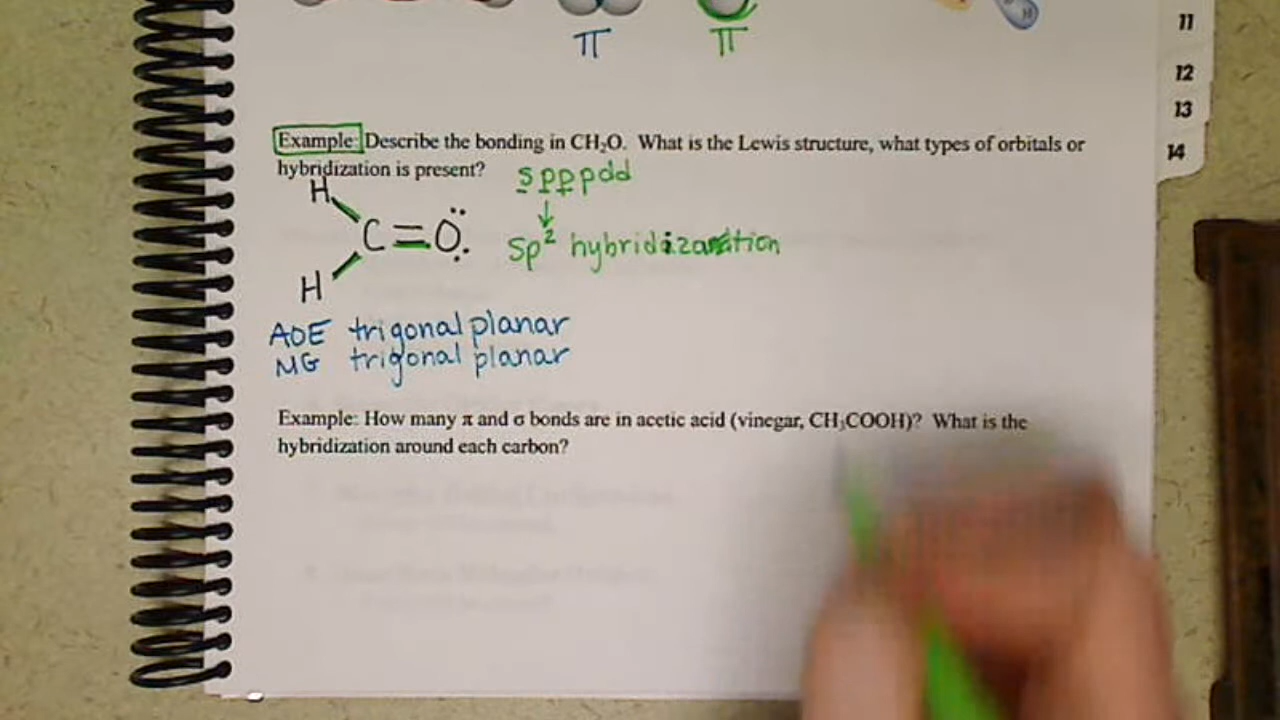 11
π π
12
13
14
Example: Describe the bonding in CH₂O. What is the Lewis structure, what types of orbitals or
hybridization is present? spppdd
H
↓
C=O
sp² hybridization
H
AOE trigonal planar
MG trigonal planar
Example: How many π and σ bonds are in acetic acid (vinegar, CH₃COOH)? What is the
hybridization around each carbon?